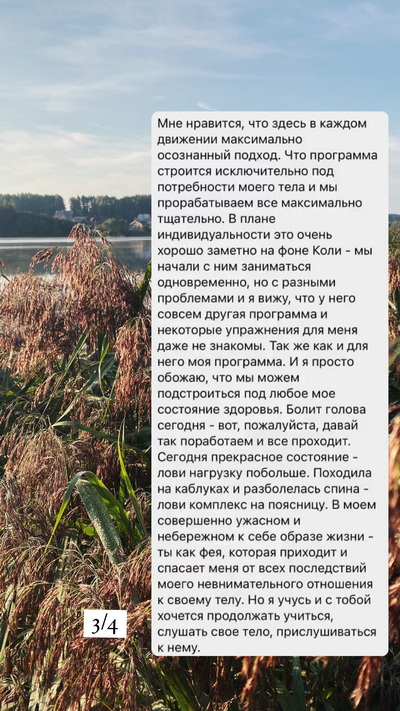 Мне нравится, что здесь в каждом
движении максимально
осознанный подход. Что программа
строится исключительно под
потребности моего тела и мы
прорабатываем все максимально
тщательно. В плане
индивидуальности это очень
хорошо заметно на фоне Коли - мы
начали с ним заниматься
одновременно, но с разными
проблемами и я вижу, что у него
совсем другая программа и
некоторые упражнения для меня
даже не знакомы. Так же как и для
него моя программа. И я просто
обожаю, что мы можем
подстроиться под любое мое
состояние здоровья. Болит голова
сегодня - вот, пожалуйста, давай
так поработаем и все проходит.
Сегодня прекрасное состояние -
лови нагрузку побольше. Походила
на каблуках и разболелась спина -
лови комплекс на поясницу. В моем
совершенно ужасном и
небережном к себе образе жизни -
ты как фея, которая приходит и
спасает меня от всех последствий
моего невнимательного отношения
к своему телу. Но я учусь и с тобой
хочется продолжать учиться,
слушать свое тело, прислушиваться
к нему.
3/4